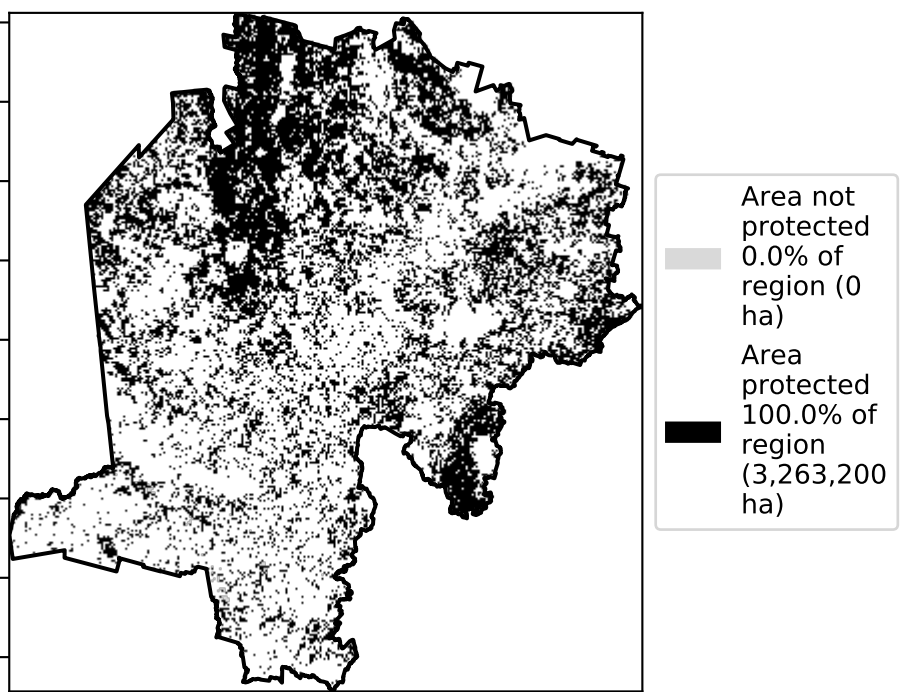 Area not
protected
0.0% of
region (0
ha)
Area
protected
100.0% of
region
(3,263,200
ha)